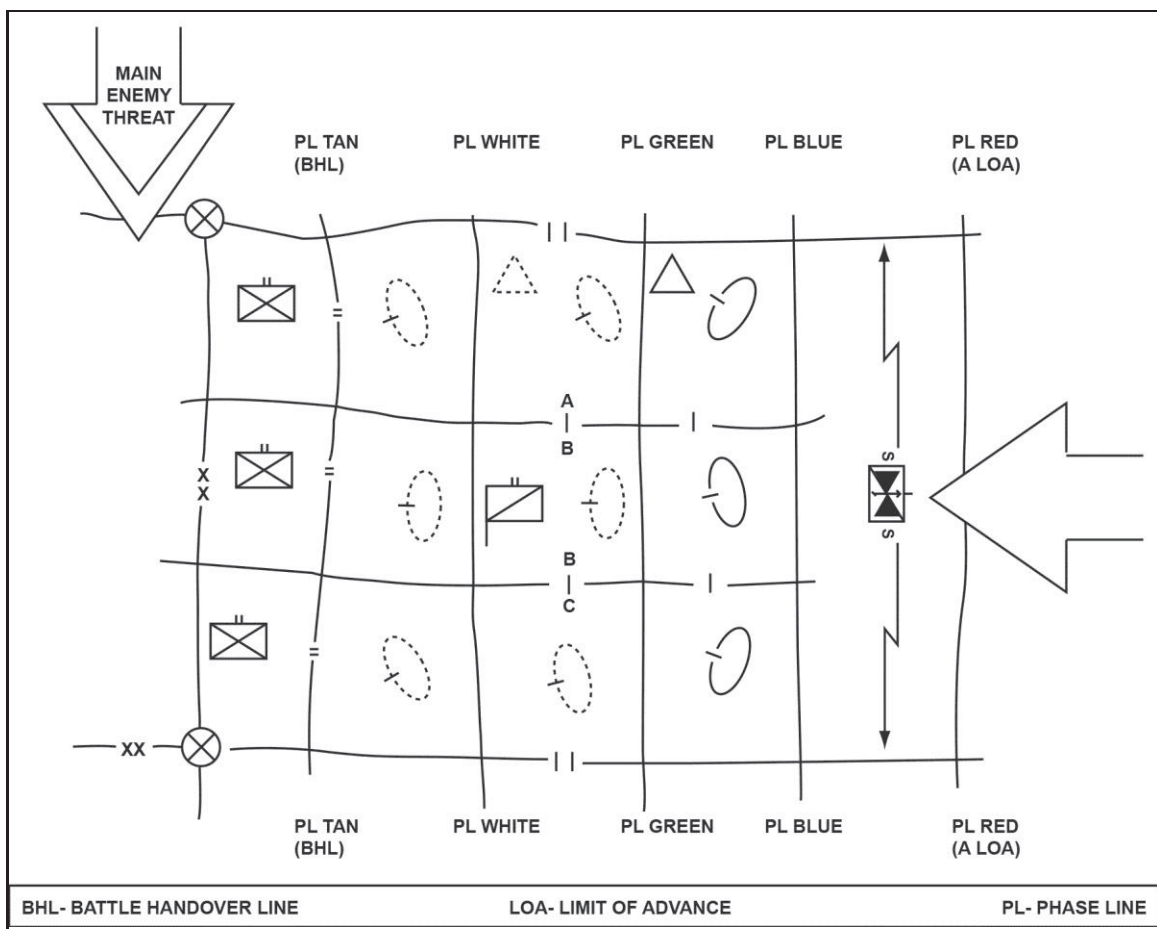 MAIN
ENEMY
THREAT
PL TAN
(BHL)
PL WHITE
PL GREEN
PL BLUE
PL RED
(A LOA)
A
B
X
X
S
S
B
C
XX
PL TAN
(BHL)
PL WHITE
PL GREEN
PL BLUE
PL RED
(A LOA)
BHL- BATTLE HANDOVER LINE
LOA- LIMIT OF ADVANCE
PL- PHASE LINE